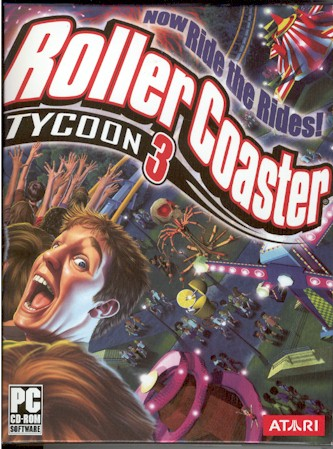 NOW Ride the Rides!
Roller Coaster
TYCOON 3
PC
CD-ROM
SOFTWARE
ATARI